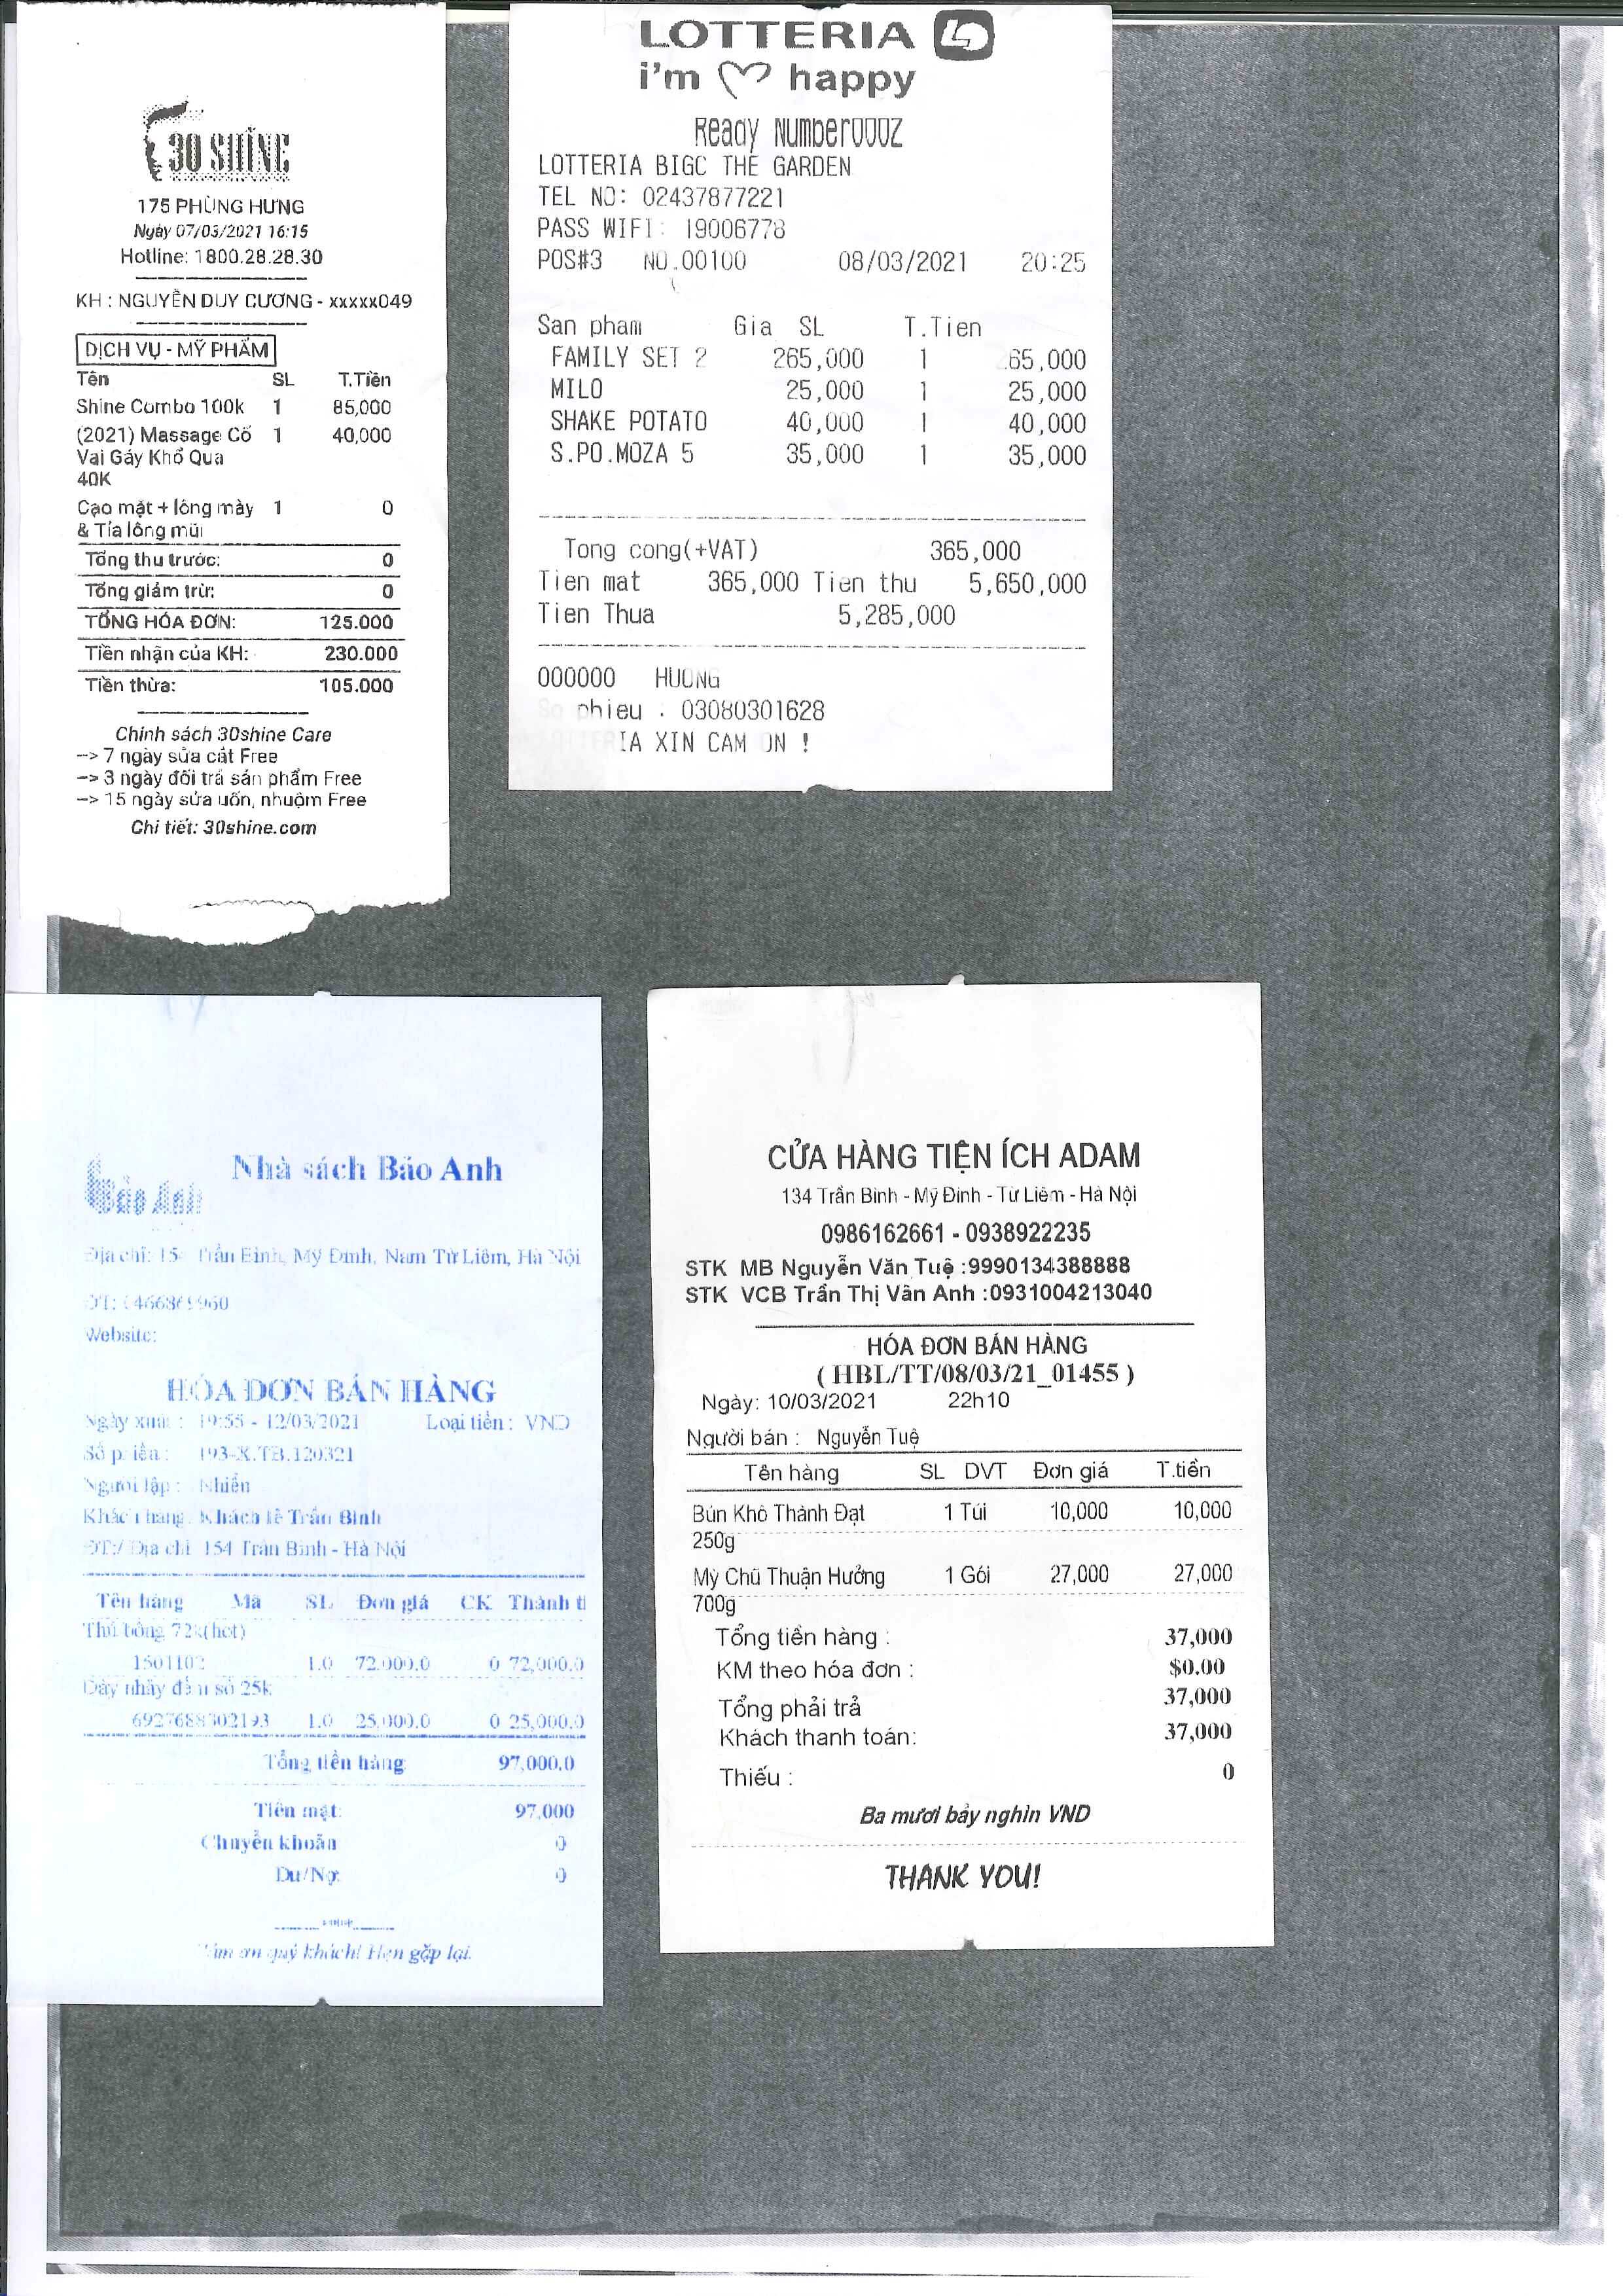 30 SHINE
175 PHÙNG HƯNG
Ngày 07/03/2021 16:15
Hotline: 1800.28.28.30
KH : NGUYỄN DUY CƯƠNG - xxxxx049
DỊCH VỤ - MỸ PHẨM
Tên SL T.Tiền
Shine Combo 100k 1 85,000
(2021) Massage Cổ 1 40,000
Vai Gáy Khổ Qua
40K
Cạo mặt + lông mày 1 0
& Tỉa lông mũi
Tổng thu trước: 0
Tổng giảm trừ: 0
TỔNG HÓA ĐƠN: 125.000
Tiền nhận của KH: 230.000
Tiền thừa: 105.000
Chính sách 30shine Care
--> 7 ngày sửa cắt Free
--> 3 ngày đổi trả sản phẩm Free
--> 15 ngày sửa uốn, nhuộm Free
Chi tiết: 30shine.com
LOTTERIA
i'm happy
Ready Number0002
LOTTERIA BIGC THE GARDEN
TEL NO: 02437877221
PASS WIFI: 19006778
POS#3 NO.00100 08/03/2021 20:25
San pham Gia SL T.Tien
FAMILY SET 2 265,000 1 65,000
MILO 25,000 1 25,000
SHAKE POTATO 40,000 1 40,000
S.PO.MOZA 5 35,000 1 35,000
Tong cong(+VAT) 365,000
Tien mat 365,000 Tien thu 5,650,000
Tien Thua 5,285,000
000000 HUONG
So phieu : 03080301628
IA XIN CAM ON !
Bảo Anh
Nhà sách Bảo Anh
Địa chỉ: 15 Trần Bình, Mỹ Đình, Nam Từ Liêm, Hà Nội
ĐT:
Website:
HÓA ĐƠN BÁN HÀNG
Ngày xuất : 19:55 - 12/03/2021 Loại tiền : VND
Số phiếu : 193-X.TB.120321
Người lập : Nhiên
Khách hàng: Khách lẻ Trần Bình
ĐT:/ Địa chỉ 154 Trần Bình - Hà Nội
Tên hàng Mã SL Đơn giá CK Thành ti
Thú bông 72k(hot)
1501102 1.0 72.000.0 0 72,000.0
Dây nhảy đếm số 25k
6927688302193 1.0 25,000.0 0 25,000.0
Tổng tiền hàng: 97,000.0
Tiền mặt: 97,000
Chuyển khoản 0
Dư/Nợ: 0
Cảm ơn quý khách! Hẹn gặp lại.
CỬA HÀNG TIỆN ÍCH ADAM
134 Trần Bình - Mỹ Đình - Từ Liêm - Hà Nội
0986162661 - 0938922235
STK MB Nguyễn Văn Tuệ :9990134388888
STK VCB Trần Thị Vân Anh :0931004213040
HÓA ĐƠN BÁN HÀNG
( HBL/TT/08/03/21_01455 )
Ngày: 10/03/2021 22h10
Người bán : Nguyễn Tuệ
Tên hàng SL DVT Đơn giá T.tiền
Bún Khô Thành Đạt 1 Túi 10,000 10,000
250g
Mỳ Chũ Thuận Hưởng 1 Gói 27,000 27,000
700g
Tổng tiền hàng : 37,000
KM theo hóa đơn : $0.00
Tổng phải trả 37,000
Khách thanh toán: 37,000
Thiếu : 0
Ba mươi bảy nghìn VND
THANK YOU!